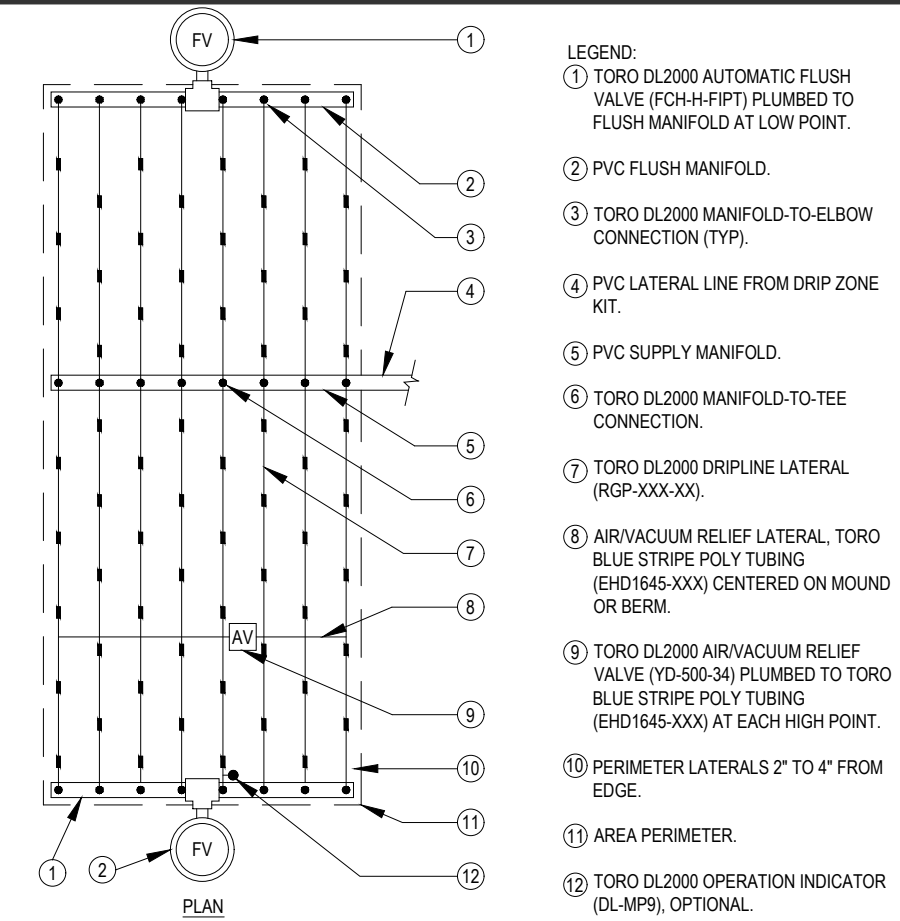 FV
1
2
3
4
5
6
7
8
AV
9
10
11
12
1
2
FV
PLAN
LEGEND:
1 TORO DL2000 AUTOMATIC FLUSH
VALVE (FCH-H-FIPT) PLUMBED TO
FLUSH MANIFOLD AT LOW POINT.
2 PVC FLUSH MANIFOLD.
3 TORO DL2000 MANIFOLD-TO-ELBOW
CONNECTION (TYP).
4 PVC LATERAL LINE FROM DRIP ZONE
KIT.
5 PVC SUPPLY MANIFOLD.
6 TORO DL2000 MANIFOLD-TO-TEE
CONNECTION.
7 TORO DL2000 DRIPLINE LATERAL
(RGP-XXX-XX).
8 AIR/VACUUM RELIEF LATERAL, TORO
BLUE STRIPE POLY TUBING
(EHD1645-XXX) CENTERED ON MOUND
OR BERM.
9 TORO DL2000 AIR/VACUUM RELIEF
VALVE (YD-500-34) PLUMBED TO TORO
BLUE STRIPE POLY TUBING
(EHD1645-XXX) AT EACH HIGH POINT.
10 PERIMETER LATERALS 2" TO 4" FROM
EDGE.
11 AREA PERIMETER.
12 TORO DL2000 OPERATION INDICATOR
(DL-MP9), OPTIONAL.